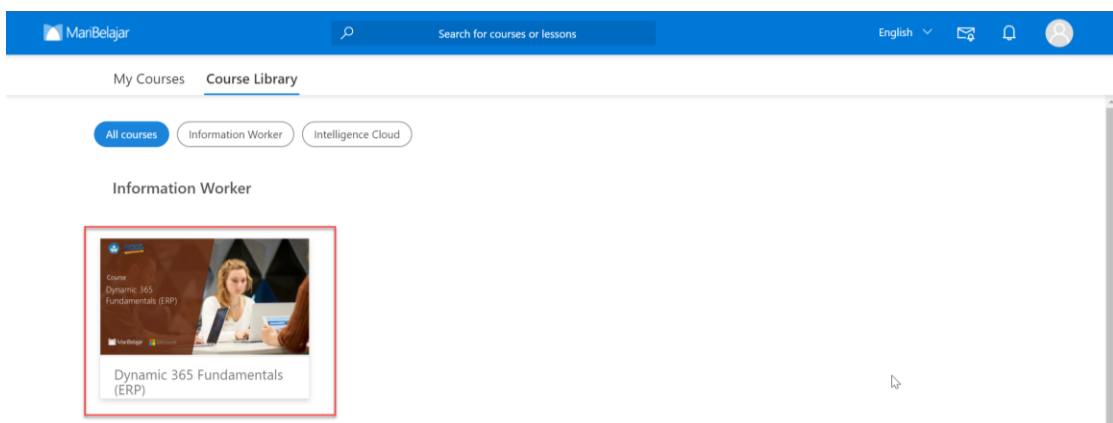 MariBelajar
Search for courses or lessons
English
My Courses
Course Library
All courses
Information Worker
Intelligence Cloud
Information Worker
Course
Dynamic 365
Fundamentals (ERP)
MariBelajar
Microsoft
Dynamic 365 Fundamentals
(ERP)